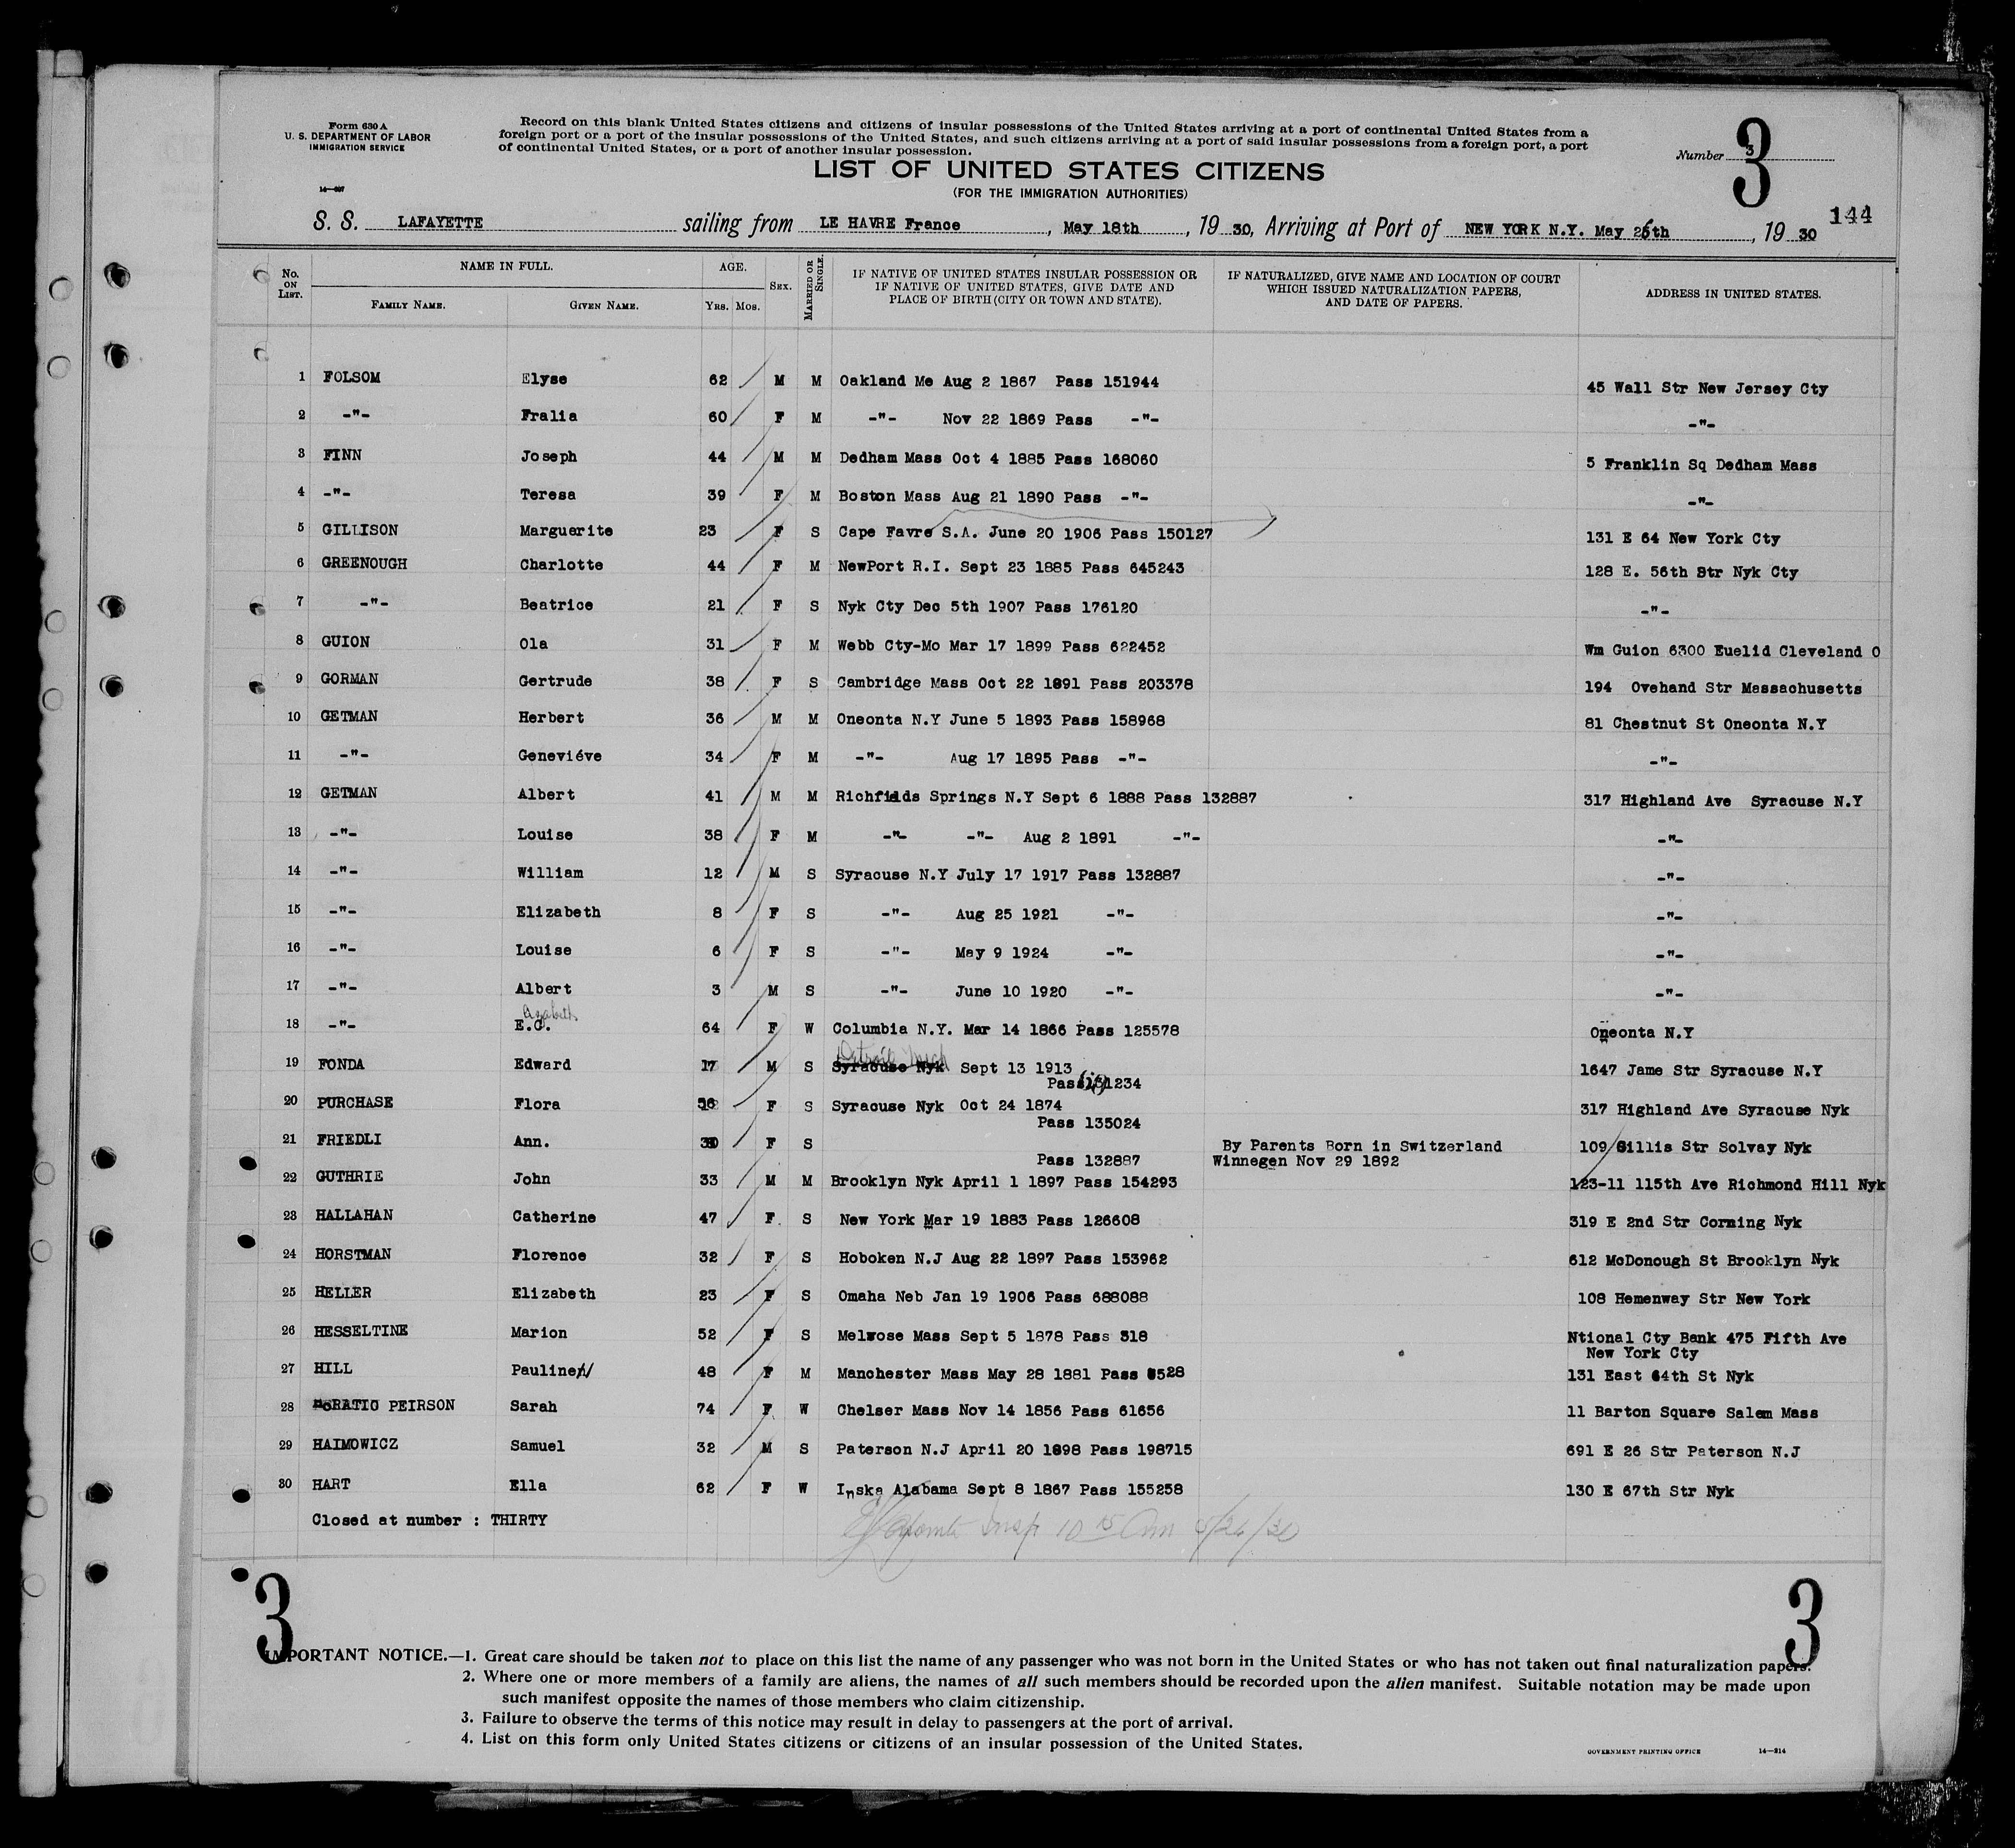 Form 630 A
U. S. DEPARTMENT OF LABOR
IMMIGRATION SERVICE
14—
Record on this blank United States citizens and citizens of insular possessions of the United States arriving at a port of continental United States from a
foreign port or a port of the insular possessions of the United States, and such citizens arriving at a port of said insular possessions from a foreign port, a port
of continental United States, or a port of another insular possession.
Number 3
3
LIST OF UNITED STATES CITIZENS
(FOR THE IMMIGRATION AUTHORITIES)
144
S. S. LAFAYETTE sailing from LE HAVRE France, May 18th, 19 30, Arriving at Port of NEW YORK N.Y. May 26th, 19 30
No. ON LIST. NAME IN FULL. FAMILY NAME. GIVEN NAME. AGE. YRS. MOS. SEX. MARRIED OR SINGLE. IF NATIVE OF UNITED STATES INSULAR POSSESSION OR IF NATIVE OF UNITED STATES, GIVE DATE AND PLACE OF BIRTH (CITY OR TOWN AND STATE). IF NATURALIZED, GIVE NAME AND LOCATION OF COURT WHICH ISSUED NATURALIZATION PAPERS, AND DATE OF PAPERS. ADDRESS IN UNITED STATES.
1 FOLSOM Elyse 62 M M Oakland Me Aug 2 1867 Pass 151944 45 Wall Str New Jersey Cty
2 -"- Fralia 60 F M -"- Nov 22 1869 Pass -"- -"-
3 FINN Joseph 44 M M Dedham Mass Oct 4 1885 Pass 168060 5 Franklin Sq Dedham Mass
4 -"- Teresa 39 F M Boston Mass Aug 21 1890 Pass -"- -"-
5 GILLISON Marguerite 23 F S Cape Favre S.A. June 20 1906 Pass 150127 131 E 64 New York Cty
6 GREENOUGH Charlotte 44 F M NewPort R.I. Sept 23 1885 Pass 645243 128 E. 56th Str Nyk Cty
7 -"- Beatrice 21 F S Nyk Cty Dec 5th 1907 Pass 176120 -"-
8 GUION Ola 31 F M Webb Cty-Mo Mar 17 1899 Pass 622452 Wm Guion 6300 Euelid Cleveland O
9 GORMAN Gertrude 38 F S Cambridge Mass Oct 22 1891 Pass 203378 194 Ovehand Str Massachusetts
10 GETMAN Herbert 36 M M Oneonta N.Y June 5 1893 Pass 158968 81 Chestnut St Oneonta N.Y
11 -"- Geneviéve 34 F M -"- Aug 17 1895 Pass -"- -"-
12 GETMAN Albert 41 M M Richfields Springs N.Y Sept 6 1888 Pass 132887 317 Highland Ave Syracuse N.Y
13 -"- Louise 38 F M -"- -"- Aug 2 1891 -"- -"-
14 -"- William 12 M S Syracuse N.Y July 17 1917 Pass 132887 -"-
15 -"- Elizabeth 8 F S -"- Aug 25 1921 -"- -"-
16 -"- Louise 6 F S -"- May 9 1924 -"- -"-
17 -"- Albert 3 M S -"- June 10 1920 -"- -"-
18 -"- E.C. 64 F W Columbia N.Y. Mar 14 1866 Pass 125578 Oneonta N.Y
Detroit Mich
19 FONDA Edward 17 M S Syracuse Nyk Sept 13 1913 1647 Jame Str Syracuse N.Y
Pass 131234
20 PURCHASE Flora 56 F S Syracuse Nyk Oct 24 1874 317 Highland Ave Syracuse Nyk
Pass 135024
21 FRIEDLI Ann. F S By Parents Born in Switzerland 109 Gillis Str Solvay Nyk
Pass 132887 Winnegen Nov 29 1892
22 GUTHRIE John 33 M M Brooklyn Nyk April 1 1897 Pass 154293 123-11 115th Ave Richmond Hill Nyk
23 HALLAHAN Catherine 47 F. S New York Mar 19 1883 Pass 126608 319 E 2nd Str Corning Nyk
24 HORSTMAN Florence 32 F S Hoboken N.J Aug 22 1897 Pass 153962 612 McDonough St Brooklyn Nyk
25 HELLER Elizabeth 23 F S Omaha Neb Jan 19 1906 Pass 688088 108 Hemenway Str New York
26 HESSELTINE Marion 52 F S Melrose Mass Sept 5 1878 Pass 318 Ntional Cty Bank 475 Fifth Ave
New York Cty
27 HILL Pauline 48 F M Manchester Mass May 28 1881 Pass 6528 131 East 64th St Nyk
28 HORATIO PEIRSON Sarah 74 F W Chelser Mass Nov 14 1856 Pass 61656 11 Barton Square Salem Mass
29 HAIMOWICZ Samuel 32 M S Paterson N.J April 20 1898 Pass 198715 691 E 26 Str Paterson N.J
30 HART Ella 62 F W Inska Alabama Sept 8 1867 Pass 155258 130 E 67th Str Nyk
Closed at number : THIRTY
Insp 10 15 Am 5/26/30
3
3
IMPORTANT NOTICE.—1. Great care should be taken not to place on this list the name of any passenger who was not born in the United States or who has not taken out final naturalization papers.
2. Where one or more members of a family are aliens, the names of all such members should be recorded upon the alien manifest. Suitable notation may be made upon
such manifest opposite the names of those members who claim citizenship.
3. Failure to observe the terms of this notice may result in delay to passengers at the port of arrival.
4. List on this form only United States citizens or citizens of an insular possession of the United States.
GOVERNMENT PRINTING OFFICE 14—214